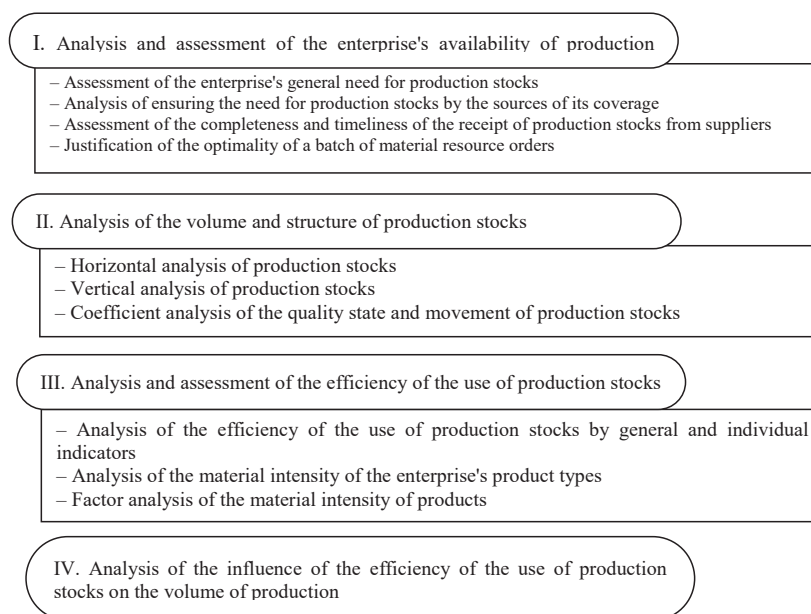 I. Analysis and assessment of the enterprise's availability of production
– Assessment of the enterprise's general need for production stocks
– Analysis of ensuring the need for production stocks by the sources of its coverage
– Assessment of the completeness and timeliness of the receipt of production stocks from suppliers
– Justification of the optimality of a batch of material resource orders
II. Analysis of the volume and structure of production stocks
– Horizontal analysis of production stocks
– Vertical analysis of production stocks
– Coefficient analysis of the quality state and movement of production stocks
III. Analysis and assessment of the efficiency of the use of production stocks
– Analysis of the efficiency of the use of production stocks by general and individual
indicators
– Analysis of the material intensity of the enterprise's product types
– Factor analysis of the material intensity of products
IV. Analysis of the influence of the efficiency of the use of production
stocks on the volume of production